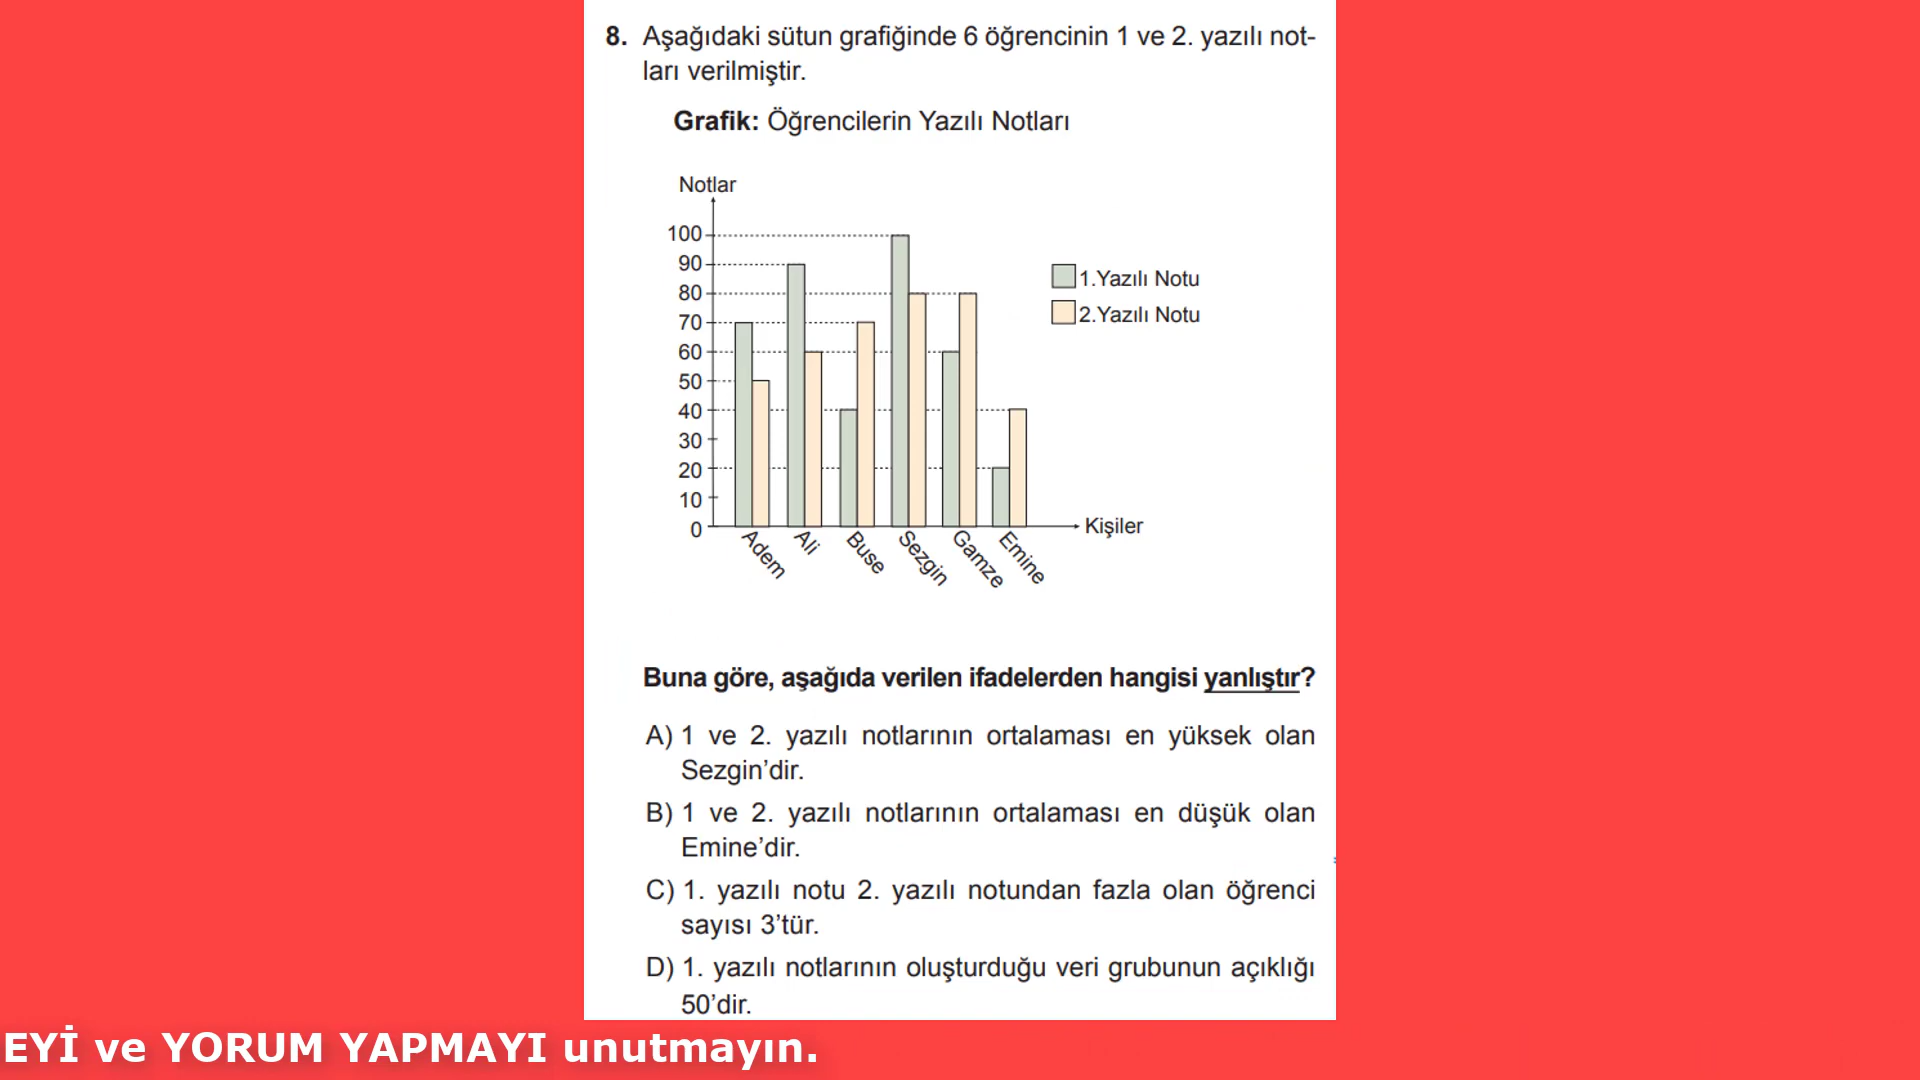 8. Aşağıdaki sütun grafiğinde 6 öğrencinin 1 ve 2. yazılı not-
ları verilmiştir.
Grafik: Öğrencilerin Yazılı Notları
Notlar
100
90
80
70
60
50
40
30
20
10
0
1.Yazılı Notu
2.Yazılı Notu
Kişiler
Adem
Ali
Buse
Sezgin
Gamze
Emine
Buna göre, aşağıda verilen ifadelerden hangisi yanlıştır?
A) 1 ve 2. yazılı notlarının ortalaması en yüksek olan
Sezgin’dir.
B) 1 ve 2. yazılı notlarının ortalaması en düşük olan
Emine’dir.
C) 1. yazılı notu 2. yazılı notundan fazla olan öğrenci
sayısı 3’tür.
D) 1. yazılı notlarının oluşturduğu veri grubunun açıklığı
50’dir.
EYİ ve YORUM YAPMAYI unutmayın.